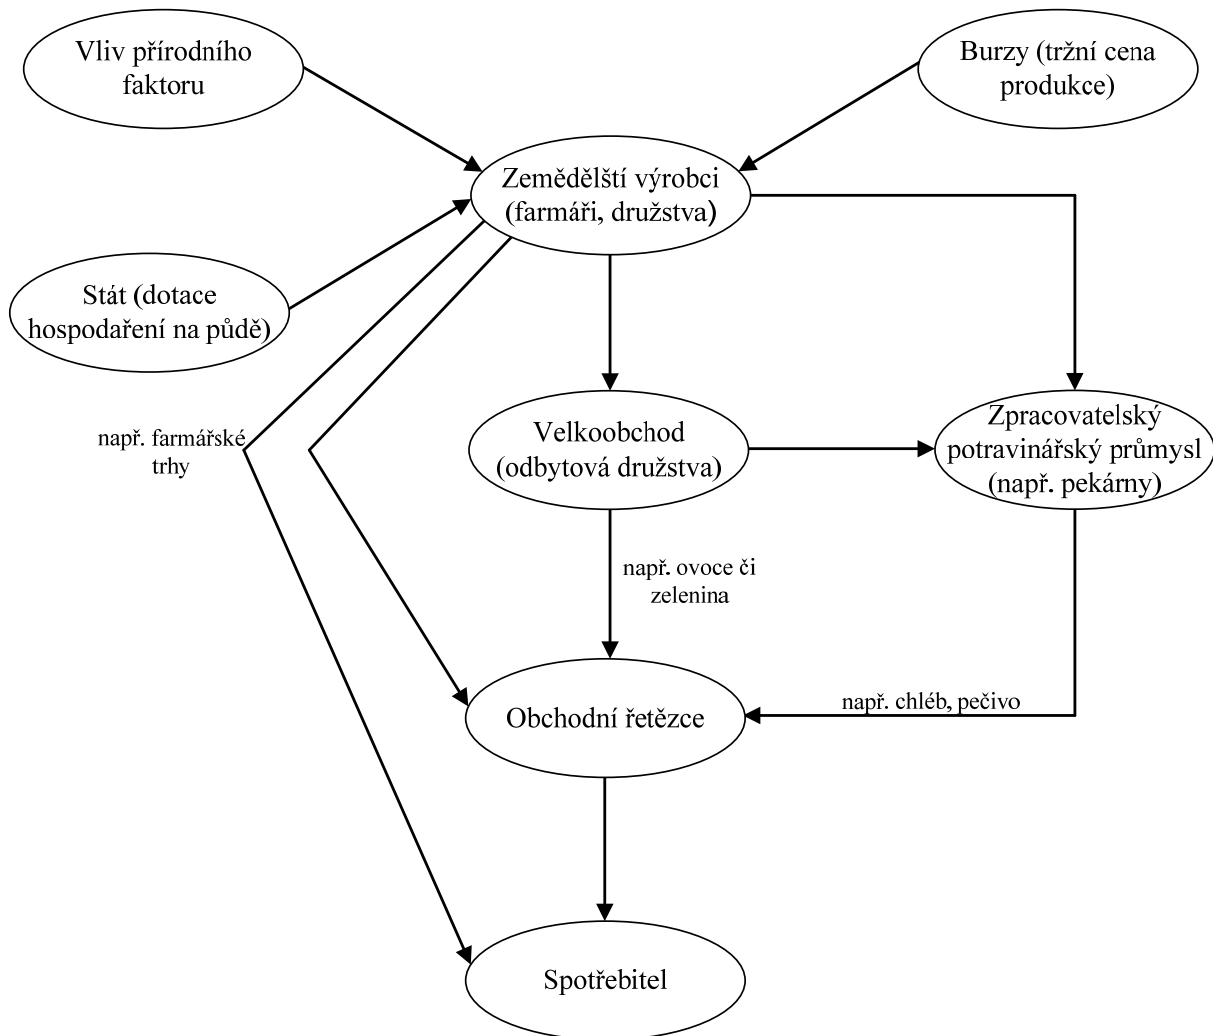 Vliv přírodního
faktoru
Burzy (tržní cena
produkce)
Zemědělští výrobci
(farmáři, družstva)
Stát (dotace
hospodaření na půdě)
např. farmářské
trhy
Velkoobchod
(odbytová družstva)
Zpracovatelský
potravinářský průmysl
(např. pekárny)
např. ovoce či
zelenina
Obchodní řetězce
např. chléb, pečivo
Spotřebitel